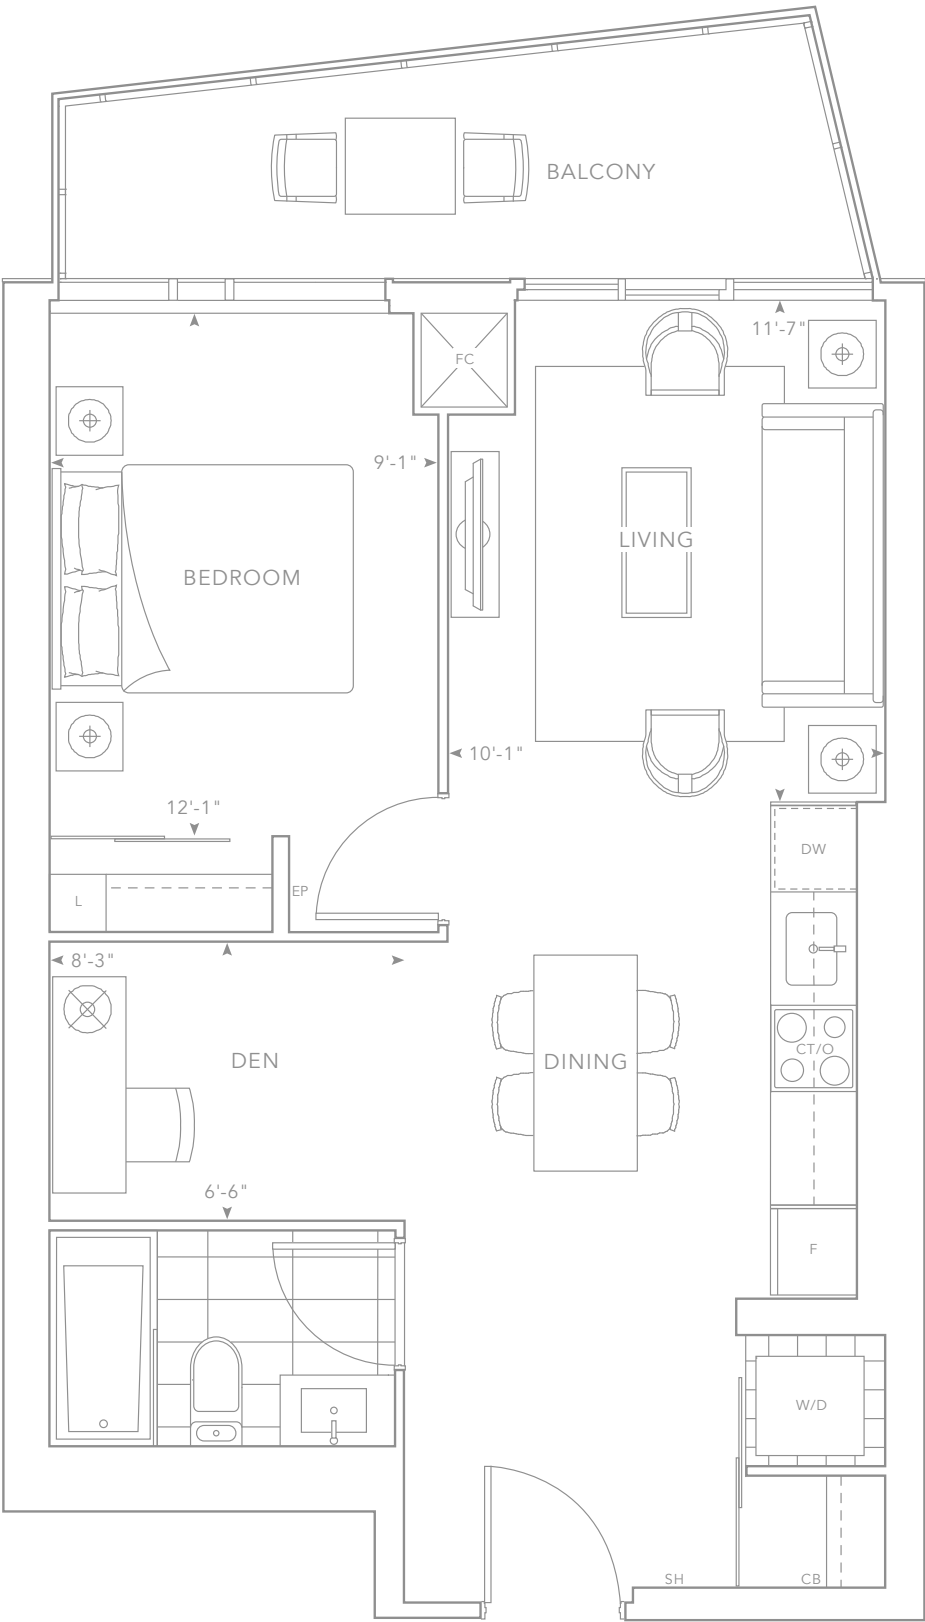 BALCONY
11'-7"
FC
9'-1"
LIVING
BEDROOM
10'-1"
12'-1"
DW
EP
L
8'-3"
CT/O
DEN
DINING
6'-6"
F
W/D
SH
CB